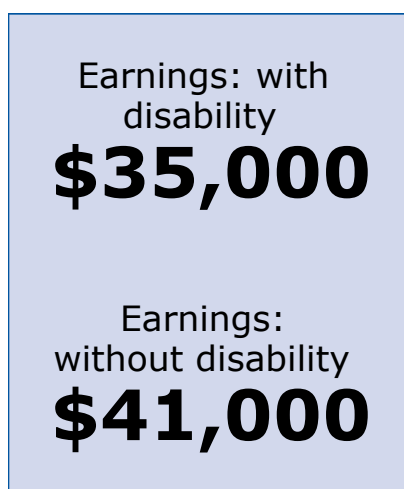 Earnings: with
disability
$35,000
Earnings:
without disability
$41,000